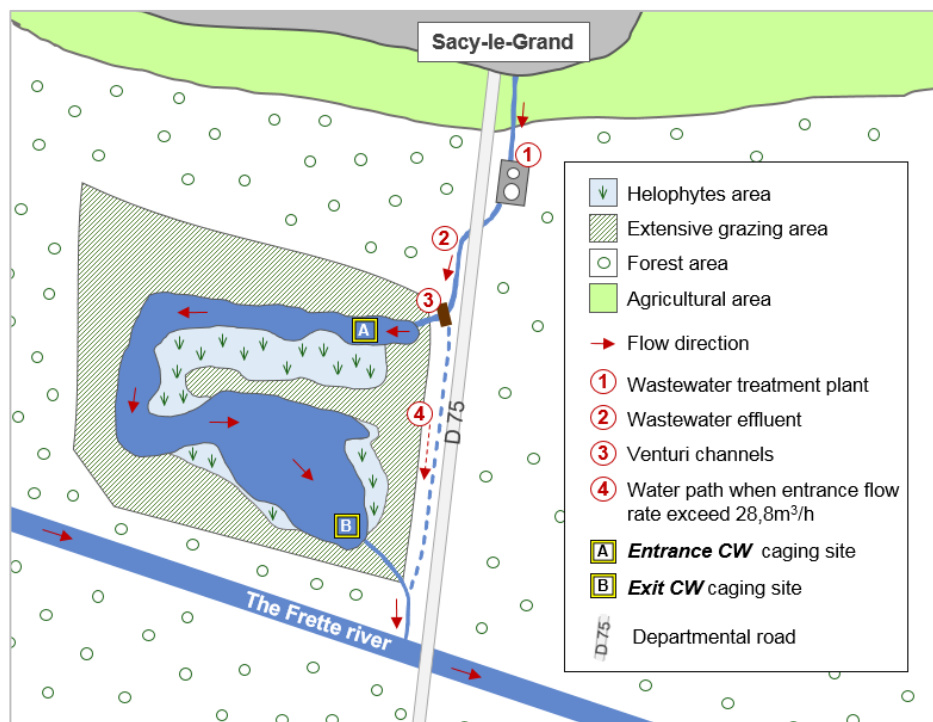 Sacy-le-Grand
1
2
3
A
4
D 75
B
The Frette river
Helophytes area
Extensive grazing area
Forest area
Agricultural area
Flow direction
1 Wastewater treatment plant
2 Wastewater effluent
3 Venturi channels
4 Water path when entrance flow
rate exceed 28,8m³/h
A Entrance CW caging site
B Exit CW caging site
D 75 Departmental road